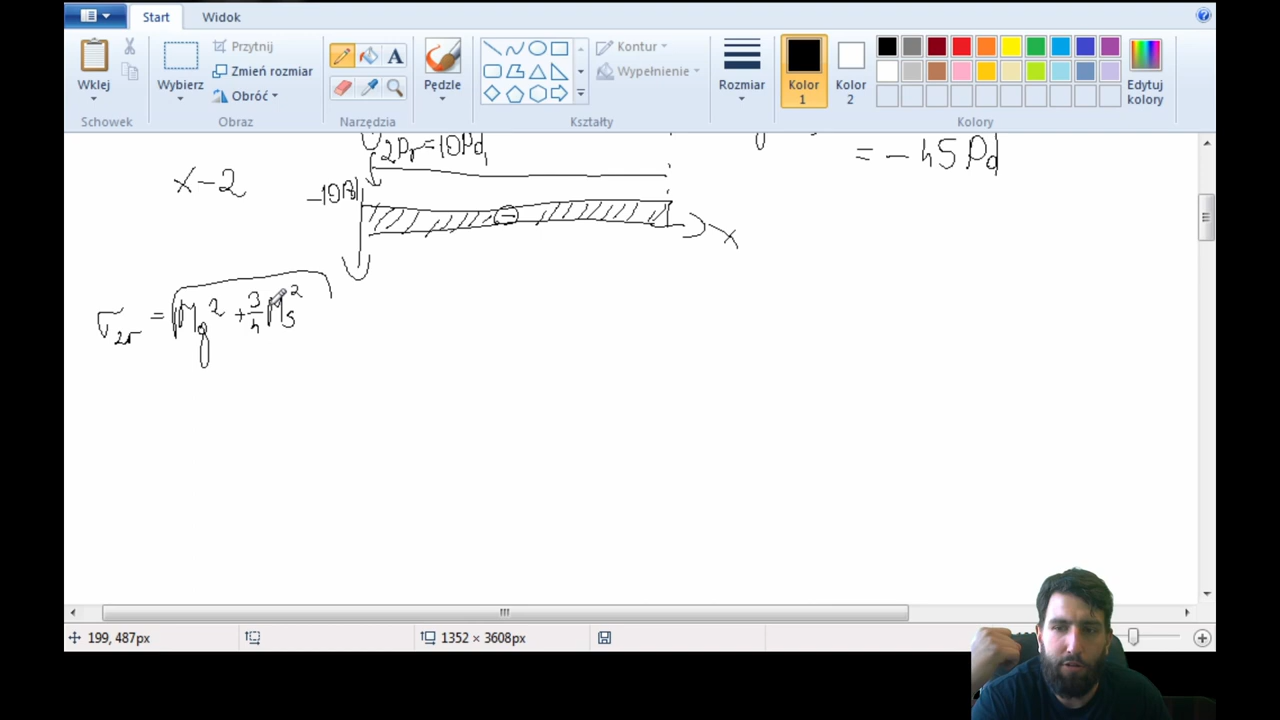 Start Widok
Wklej
Schowek
Wybierz
Przytnij
Zmień rozmiar
Obróć
Obraz
A
Narzędzia
Pędzle
Kontur
Wypełnienie
Kształty
Rozmiar
Kolor 1
Kolor 2
Edytuj kolory
Kolory
2Pr=10Pd
= -45Pd
x-2
-10Pd
x
σ2r = √Mg² + 3/4 Ms²
199, 487px
1352 × 3608px